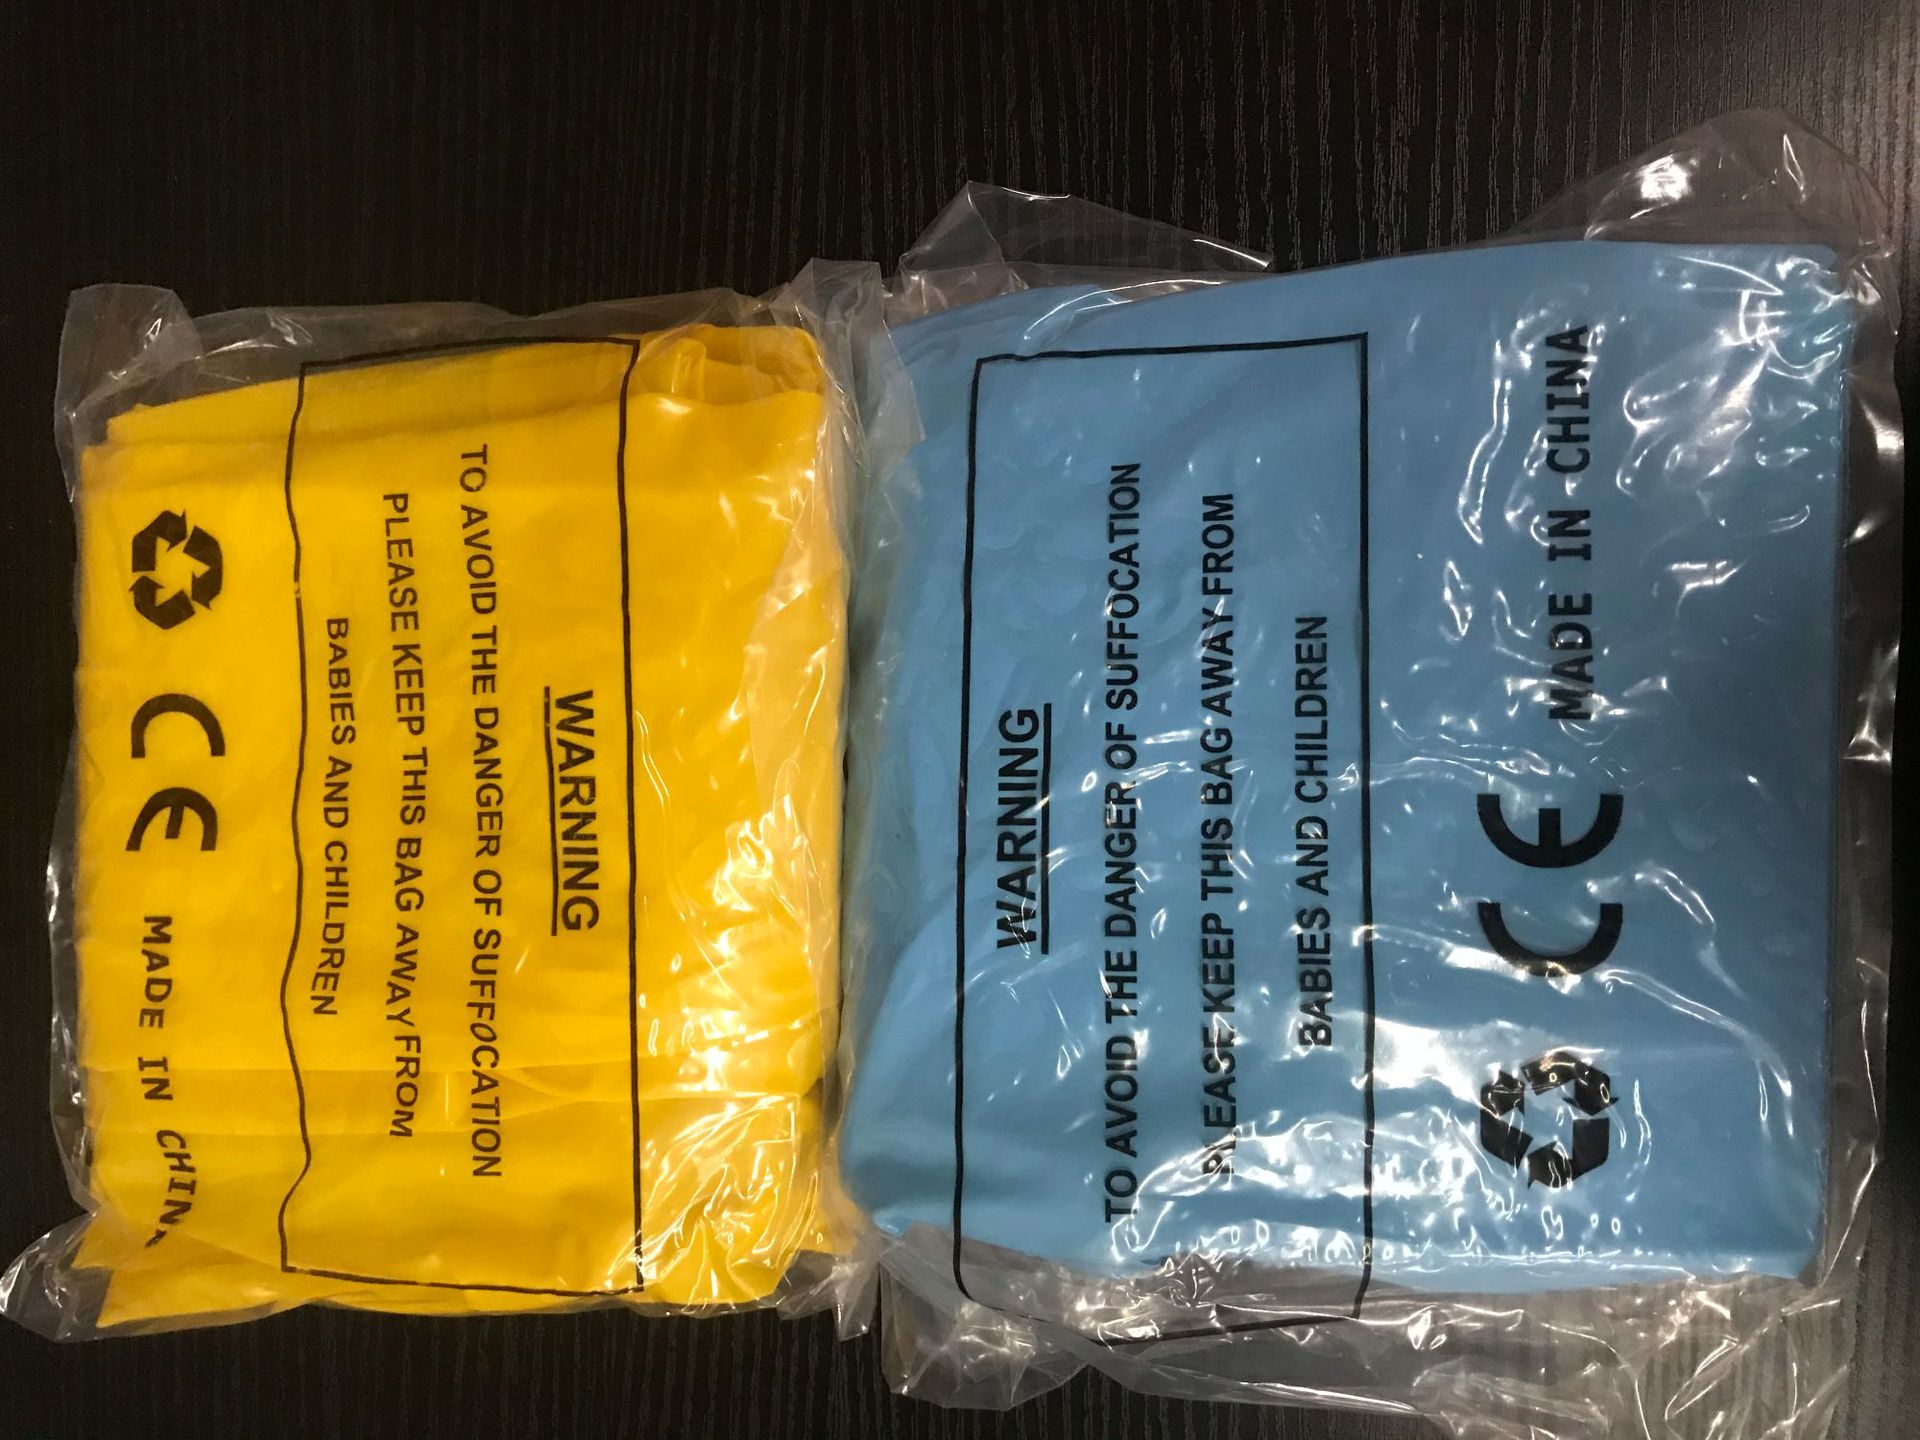 WARNING
TO AVOID THE DANGER OF SUFFOCATION
PLEASE KEEP THIS BAG AWAY FROM
BABIES AND CHILDREN
CE MADE IN CHINA
WARNING
TO AVOID THE DANGER OF SUFFOCATION
PLEASE KEEP THIS BAG AWAY FROM
BABIES AND CHILDREN
CE MADE IN CHINA